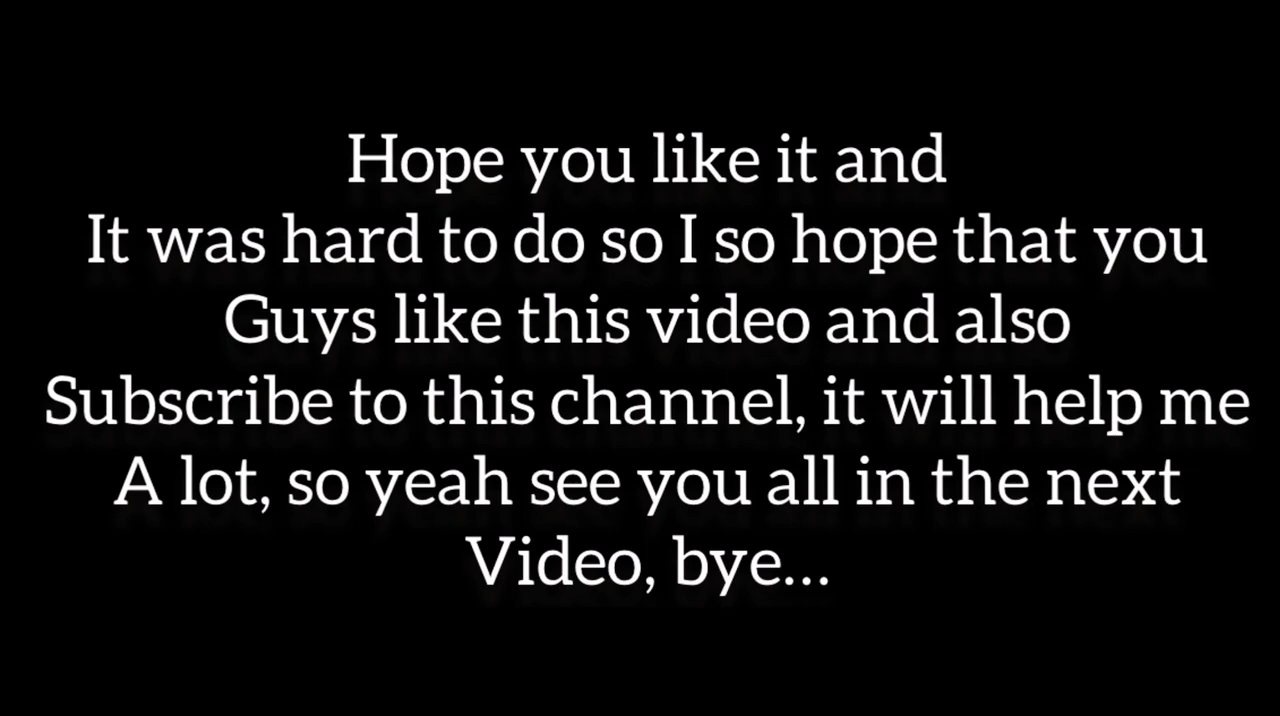 Hope you like it and
It was hard to do so I so hope that you
Guys like this video and also
Subscribe to this channel, it will help me
A lot, so yeah see you all in the next
Video, bye...